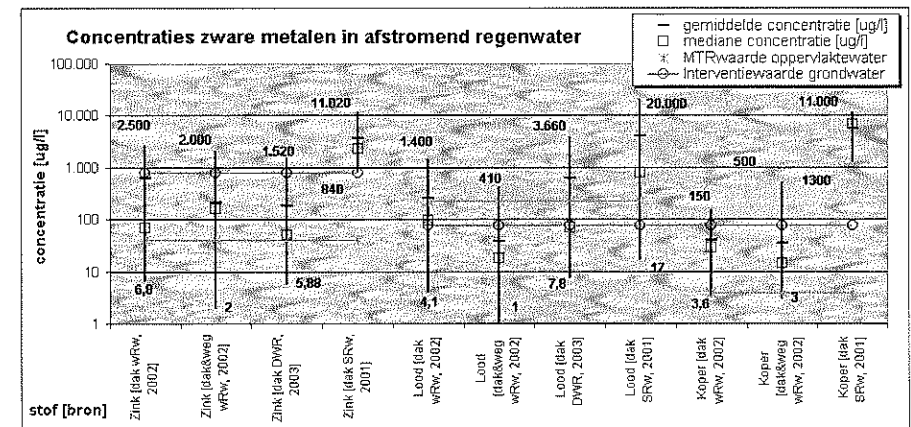 Concentraties zware metalen in afstromend regenwater
gemiddelde concentratie [ug/l]
mediane concentratie [ug/l]
MTRwaarde oppervlaktewater
Interventiewaarde grondwater
concentratie [ug/l]
100.000
10.000
1.000
100
10
1
2.500
2.000
1.520
11.020
1.400
410
3.660
20.000
150
500
11.000
840
1300
6,8
2
5,88
4,1
1
7,8
17
3,6
3
Zink [dak wRw, 2002]
Zink [dak&weg wRw, 2002]
Zink [dak DWR, 2003]
Zink [dak SRw, 2001]
Lood [dak wRw, 2002]
Lood [dak&weg wRw, 2002]
Lood [dak DWR, 2003]
Lood [dak SRw, 2001]
Koper [dak wRw, 2002]
Koper [dak&weg wRw, 2002]
Koper [dak SRw, 2001]
stof [bron]